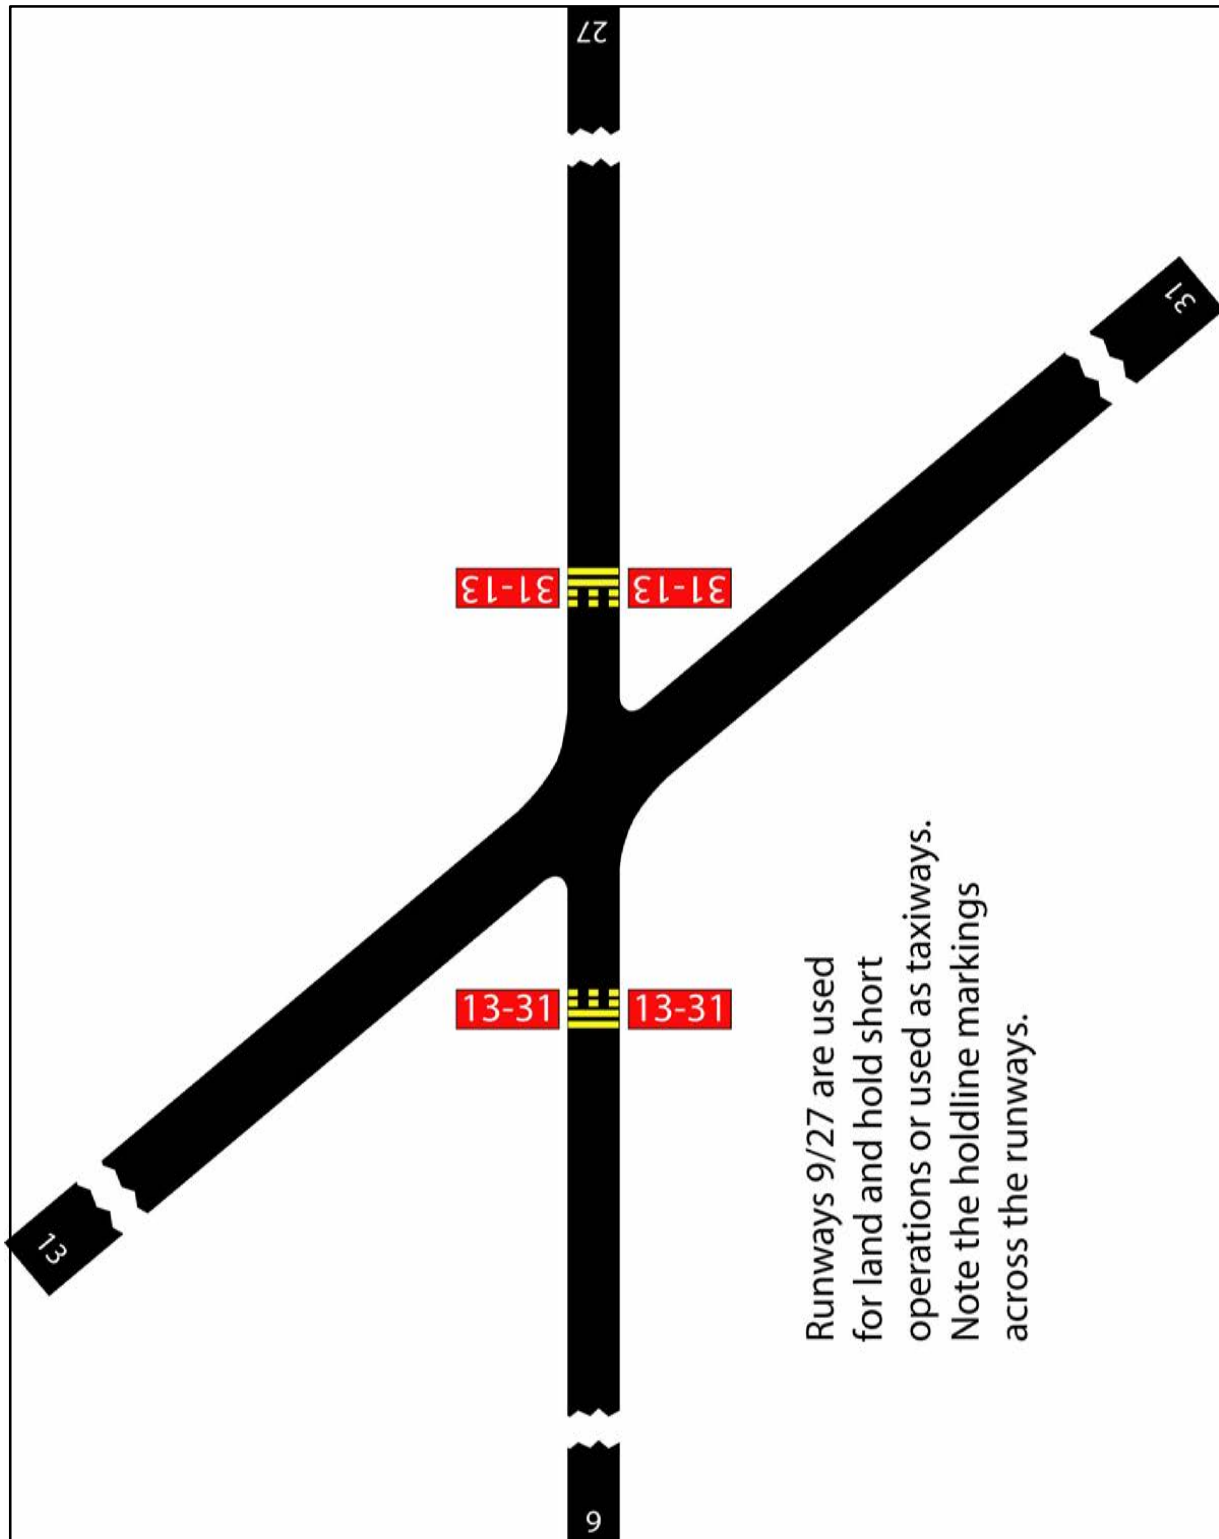 27
31
31-13
31-13
13-31
13-31
13
9
Runways 9/27 are used
for land and hold short
operations or used as taxiways.
Note the holdline markings
across the runways.